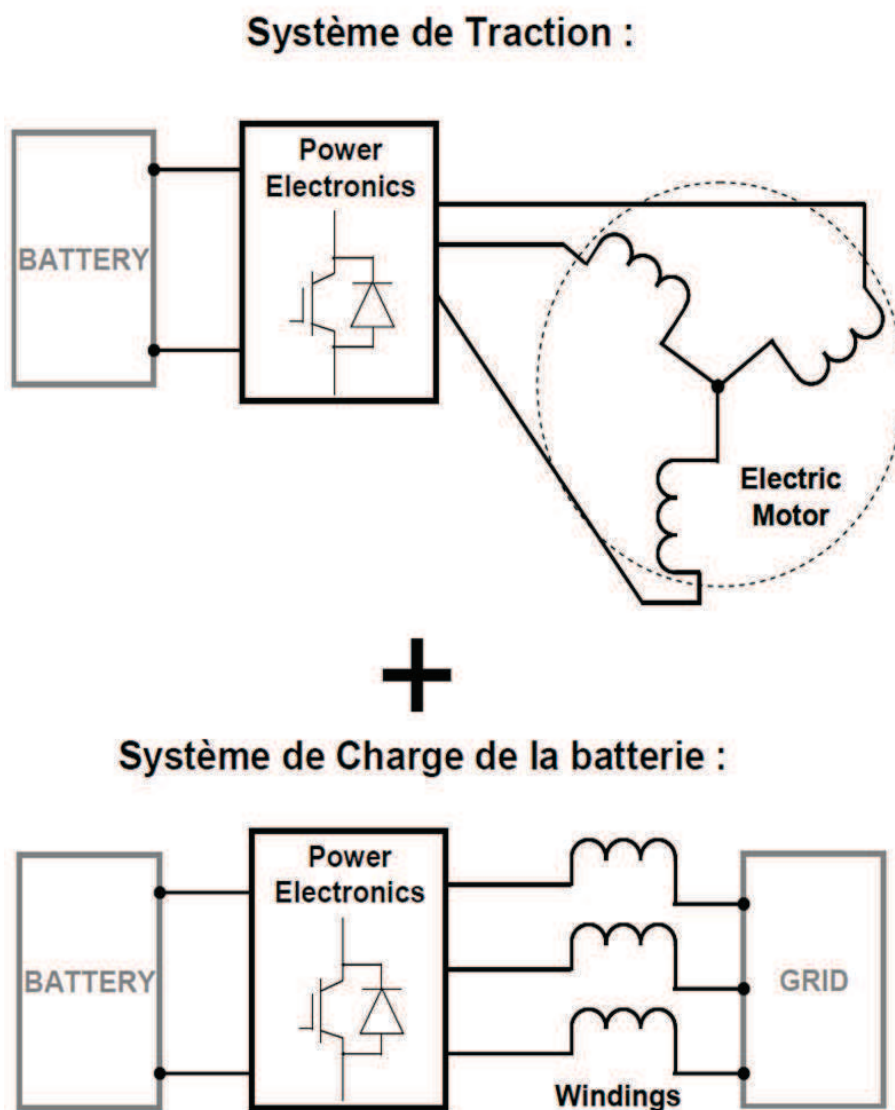 Système de Traction :
Power
Electronics
BATTERY
Electric
Motor
+
Système de Charge de la batterie :
Power
Electronics
BATTERY
GRID
Windings